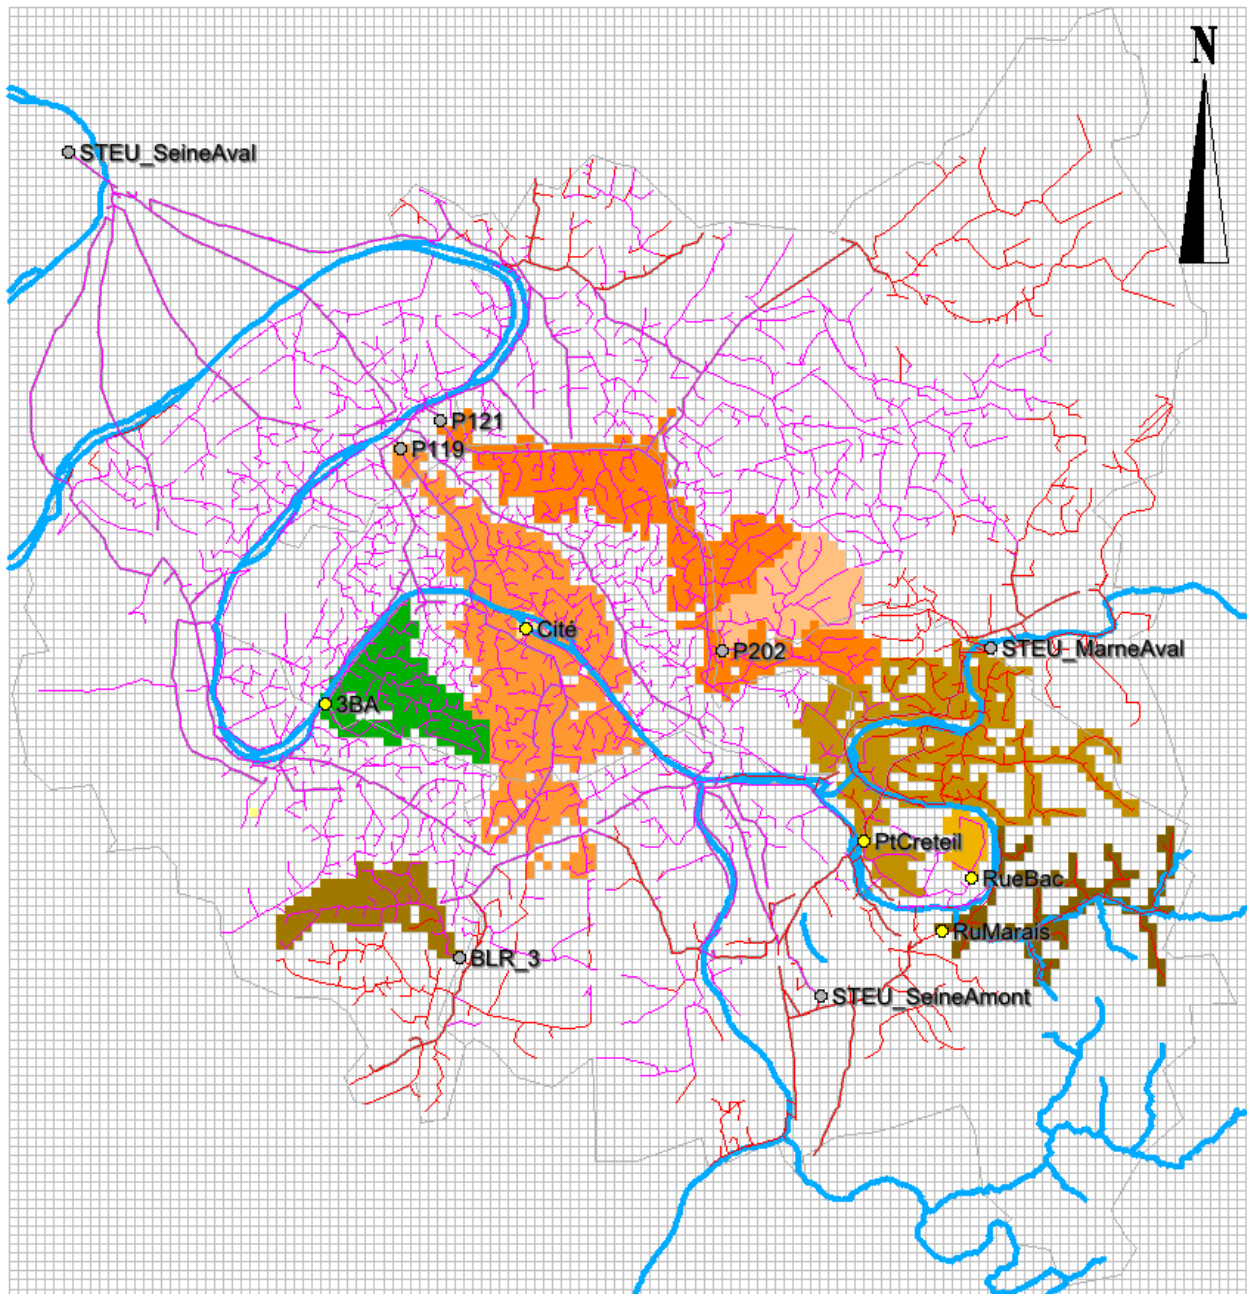 N
STEU_SeineAval
P121
P119
Cité
P202
STEU_MarneAval
3BA
PtCreteil
RueBac
RuMarais
BLR_3
STEU_SeineAmont